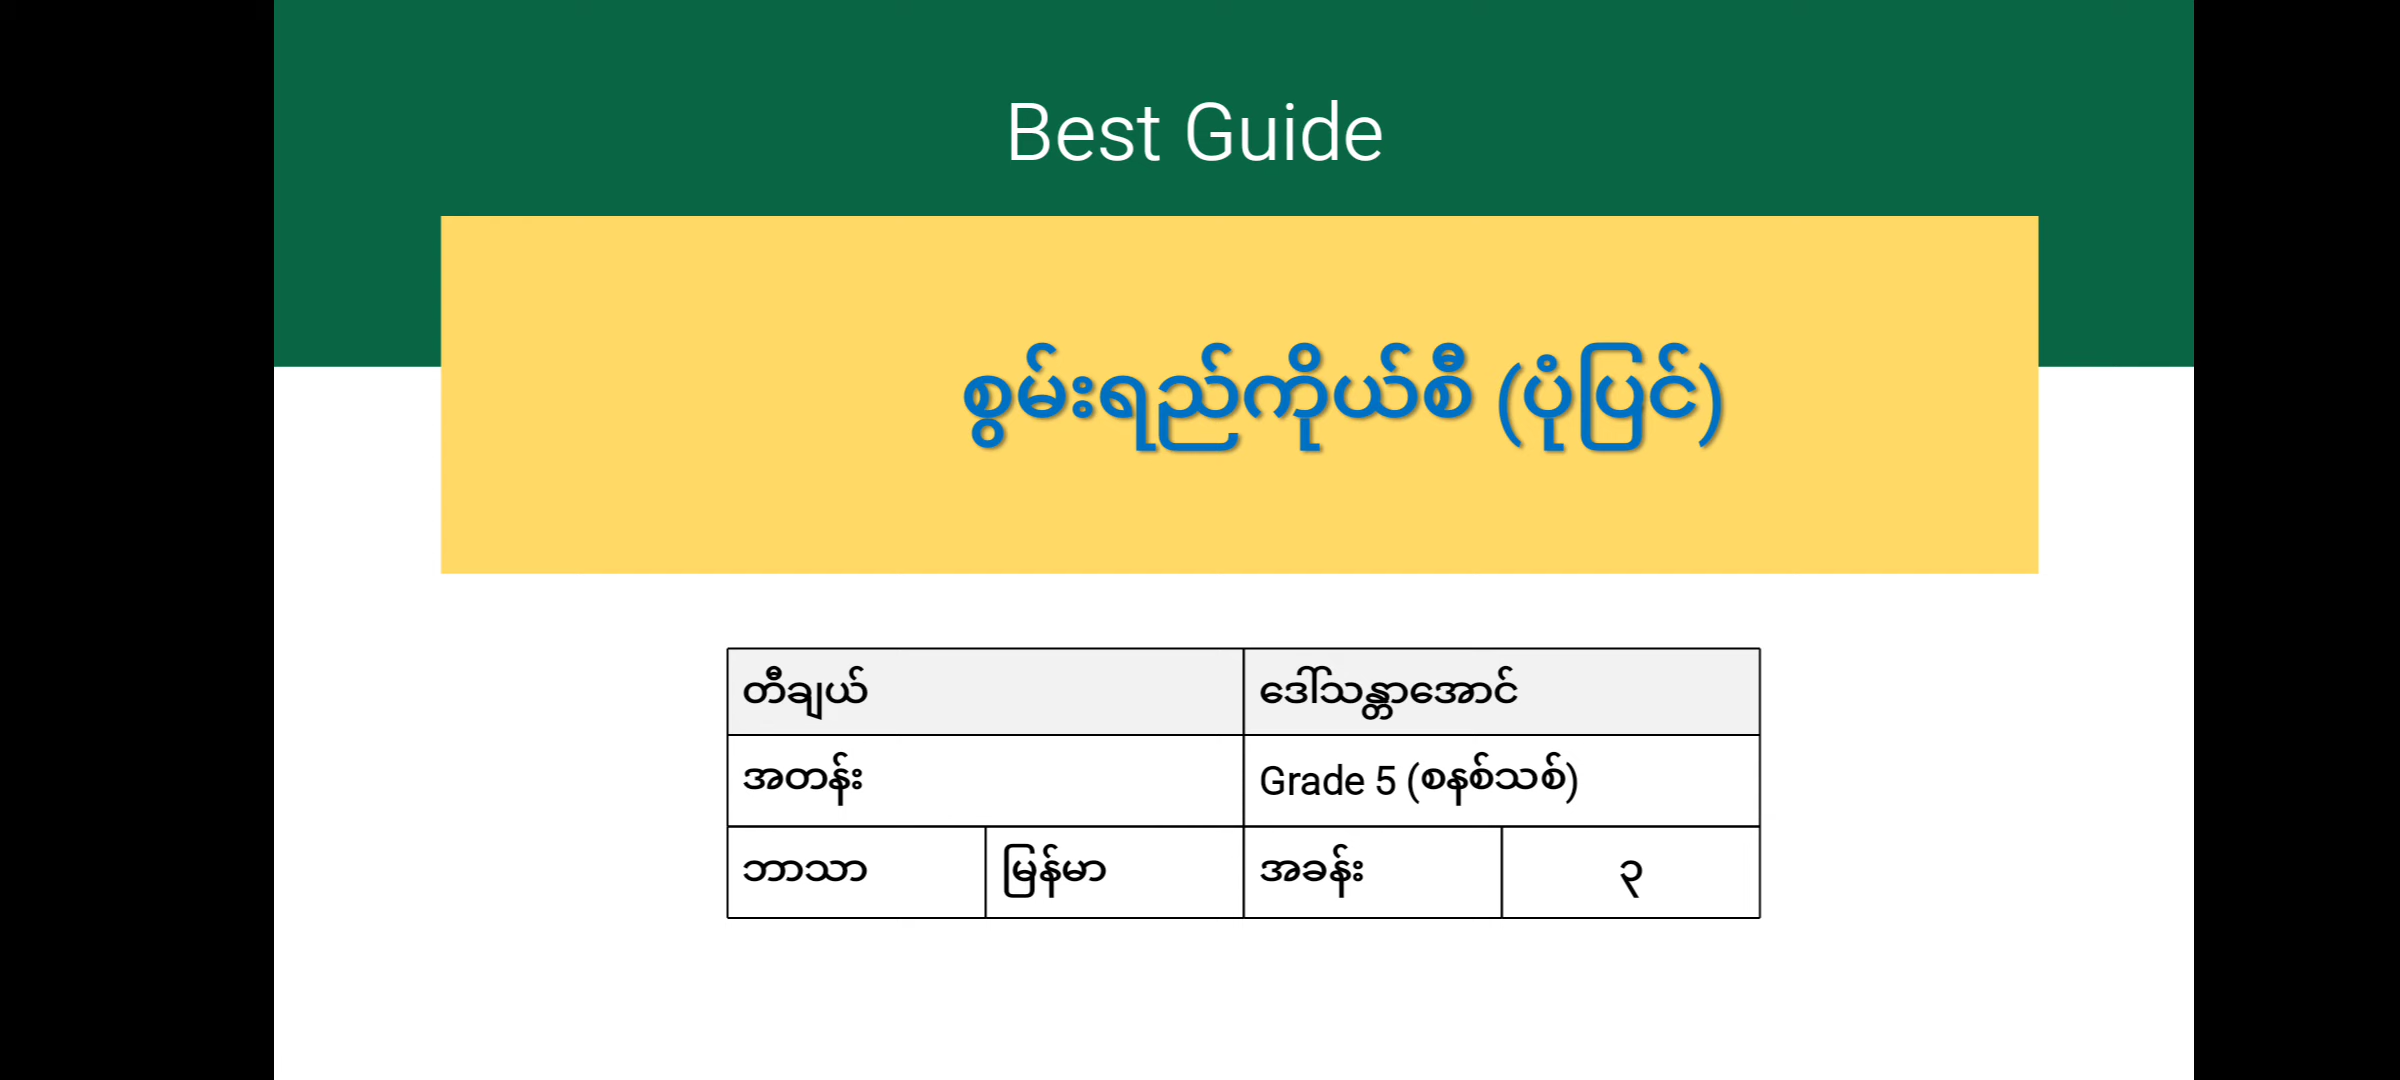 Best Guide
စွမ်းရည်ကိုယ်စီ (ပုံပြင်)
တီချယ် ဒေါ်သန္တာအောင်
အတန်း Grade 5 (စနစ်သစ်)
ဘာသာ မြန်မာ အခန်း ၃